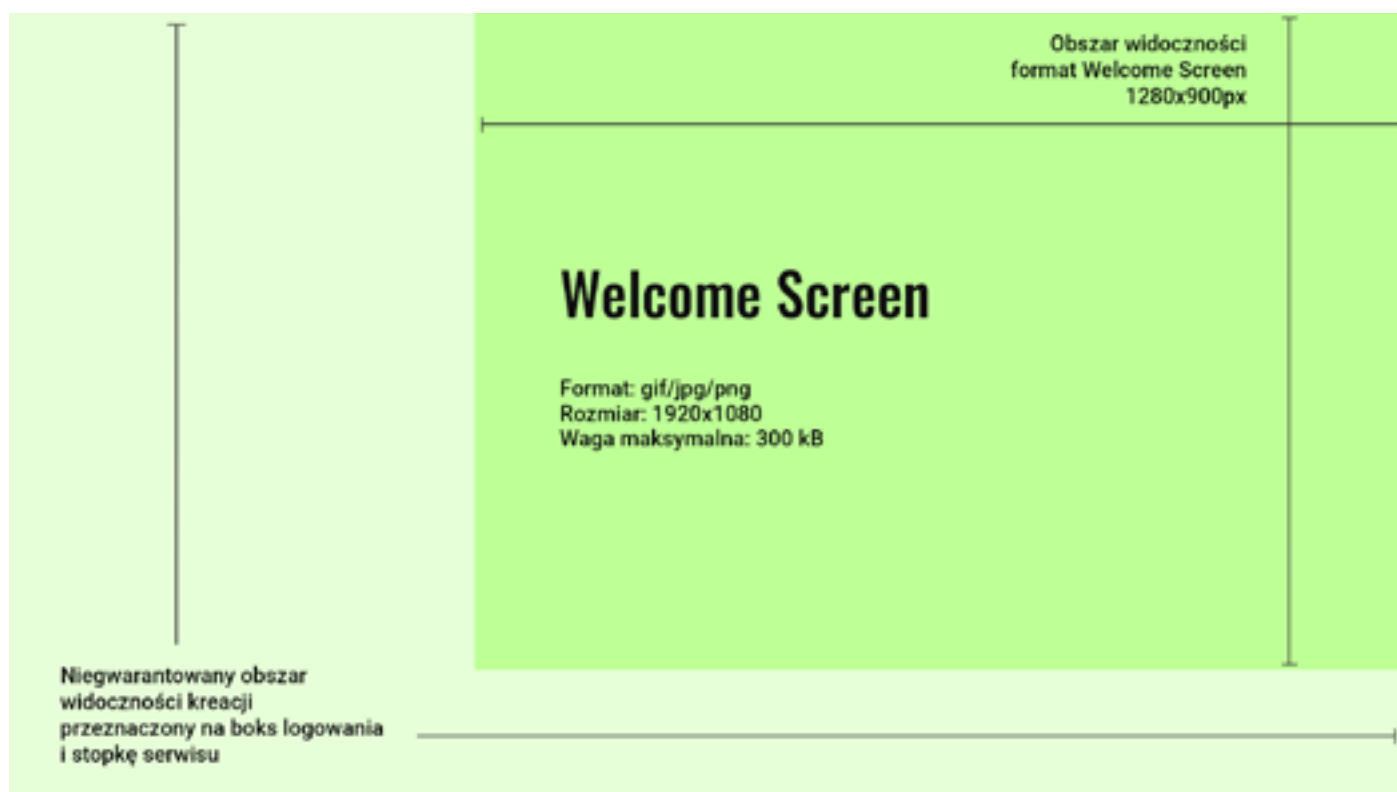 Obszar widoczności
format Welcome Screen
1280x900px
Welcome Screen
Format: gif/jpg/png
Rozmiar: 1920x1080
Waga maksymalna: 300 kB
Niegwarantowany obszar
widoczności kreacji
przeznaczony na boks logowania
i stopkę serwisu